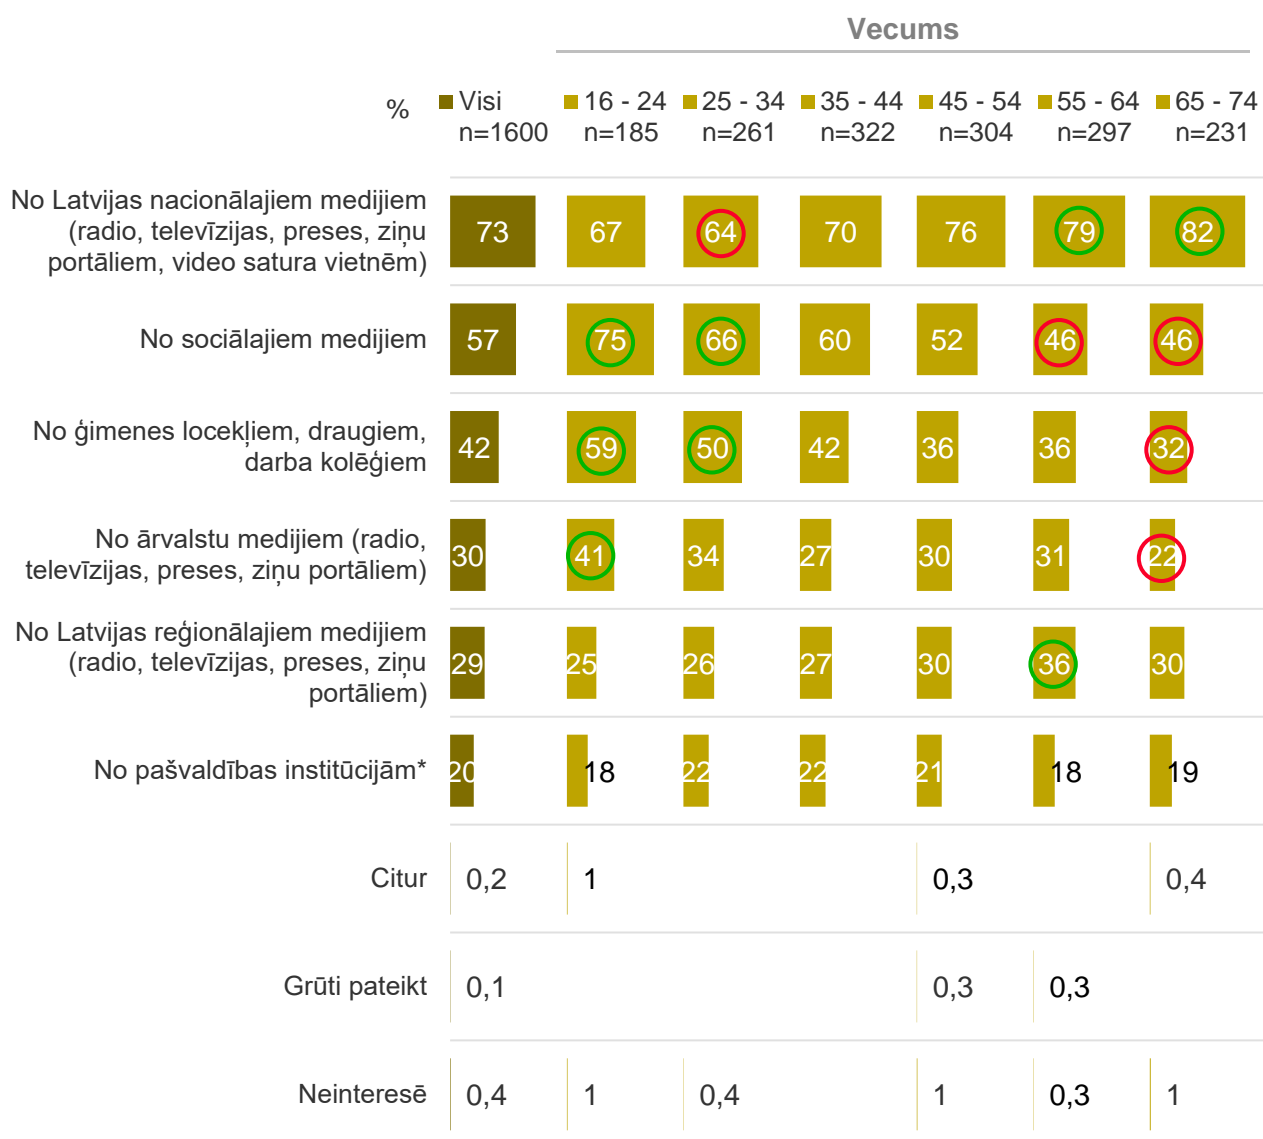 Vecums
% Visi 16 - 24 25 - 34 35 - 44 45 - 54 55 - 64 65 - 74
n=1600 n=185 n=261 n=322 n=304 n=297 n=231
No Latvijas nacionālajiem medijiem
(radio, televīzijas, preses, ziņu
portāliem, video satura vietnēm)
73 67 64 70 76 79 82
No sociālajiem medijiem
57 75 66 60 52 46 46
No ģimenes locekļiem, draugiem,
darba kolēģiem
42 59 50 42 36 36 32
No ārvalstu medijiem (radio,
televīzijas, preses, ziņu portāliem)
30 41 34 27 30 31 22
No Latvijas reģionālajiem medijiem
(radio, televīzijas, preses, ziņu
portāliem)
29 25 26 27 30 36 30
No pašvaldības institūcijām*
20 18 22 22 21 18 19
Citur
0,2 1 0,3 0,4
Grūti pateikt
0,1 0,3 0,3
Neinteresē
0,4 1 0,4 1 0,3 1